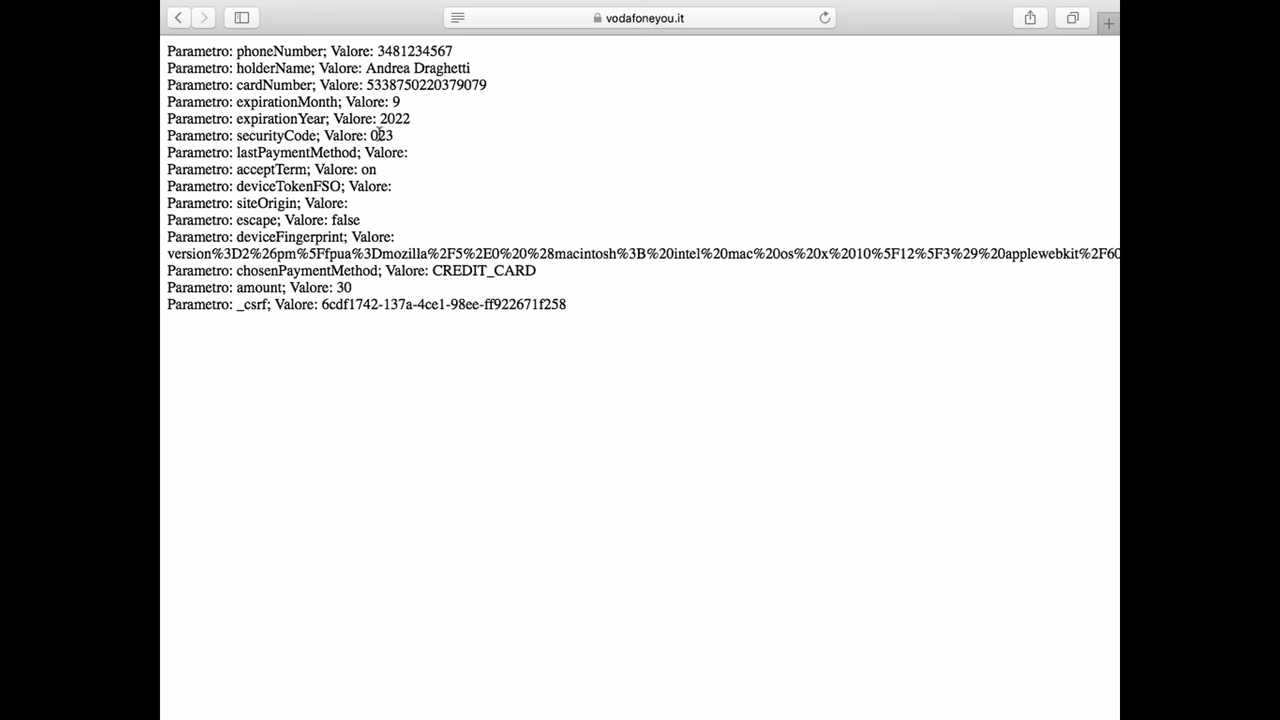 vodafoneyou.it
Parametro: phoneNumber; Valore: 3481234567
Parametro: holderName; Valore: Andrea Draghetti
Parametro: cardNumber; Valore: 5338750220379079
Parametro: expirationMonth; Valore: 9
Parametro: expirationYear; Valore: 2022
Parametro: securityCode; Valore: 023
Parametro: lastPaymentMethod; Valore:
Parametro: acceptTerm; Valore: on
Parametro: deviceTokenFSO; Valore:
Parametro: siteOrigin; Valore:
Parametro: escape; Valore: false
Parametro: deviceFingerprint; Valore:
version%3D2%26pm%5Ffpua%3Dmozilla%2F5%2E0%20%28macintosh%3B%20intel%20mac%20os%20x%2010%5F12%5F3%29%20applewebkit%2F60
Parametro: chosenPaymentMethod; Valore: CREDIT_CARD
Parametro: amount; Valore: 30
Parametro: _csrf; Valore: 6cdf1742-137a-4ce1-98ee-ff922671f258